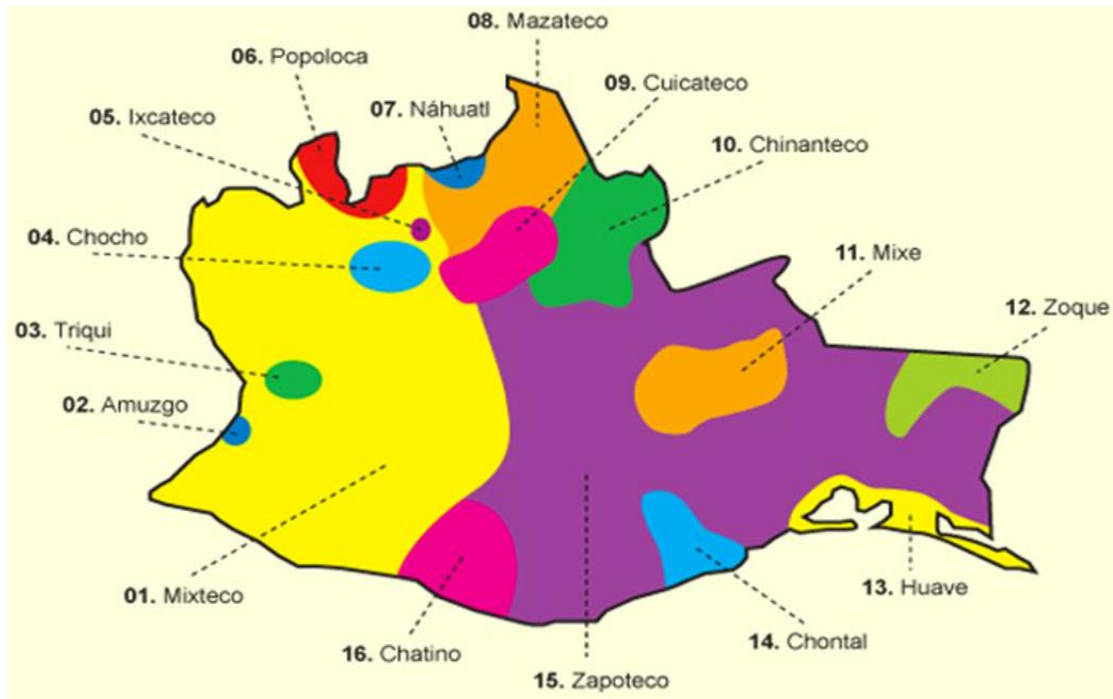 08. Mazateco
06. Popoloca
09. Cuicateco
07. Náhuatl
05. Ixcateco
10. Chinanteco
04. Chocho
11. Mixe
12. Zoque
03. Triqui
02. Amuzgo
13. Huave
01. Mixteco
14. Chontal
16. Chatino
15. Zapoteco